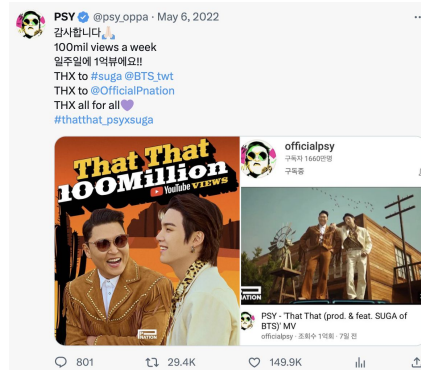 PSY @psy_oppa · May 6, 2022
감사합니다🙏🏻
100mil views a week
일주일에 1억뷰에요!!
THX to #suga @BTS_twt
THX to @OfficialPnation
THX all for all💜
#thatthat_psyxsuga
That That
100Million
YouTube VIEWS
P NATION
officialpsy
구독자 1660만명
구독중
NATION
PSY - 'That That (prod. & feat. SUGA of
BTS)' MV
officialpsy · 조회수 1억회 · 7일 전
801
29.4K
149.9K